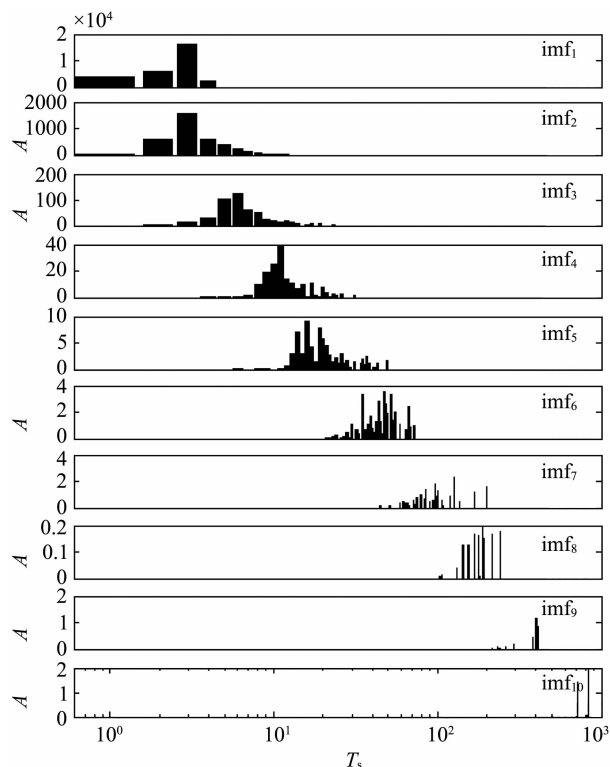 ×10⁴
2
1
0
imf₁
2000
1000
0
A
imf₂
200
100
0
A
imf₃
40
20
0
imf₄
10
5
0
imf₅
4
2
0
A
imf₆
4
2
0
imf₇
0.2
0.1
0
A
imf₈
2
1
0
A
imf₉
2
1
0
A
imf₁₀
10⁰ 10¹ 10² 10³
Tₛ